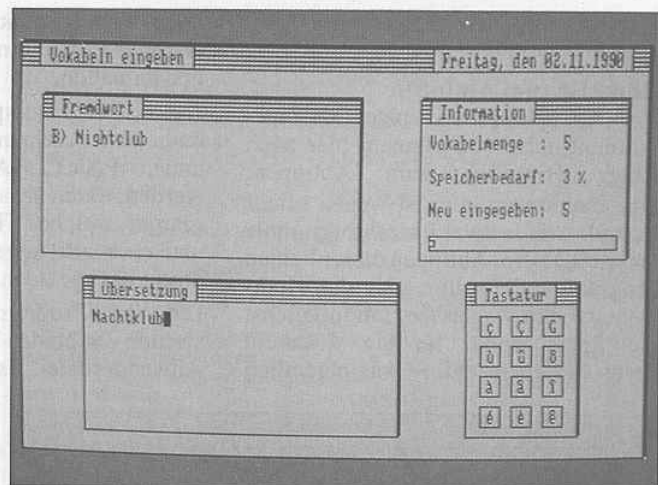 Vokabeln eingeben
Freitag, den 02.11.1990
Fremdwort
B) Nightclub
Information
Vokabelmenge : 5
Speicherbedarf: 3 %
Neu eingegeben: 5
Übersetzung
Nachtklub
Tastatur
ç Ç G
ù û
à â î
é è ê